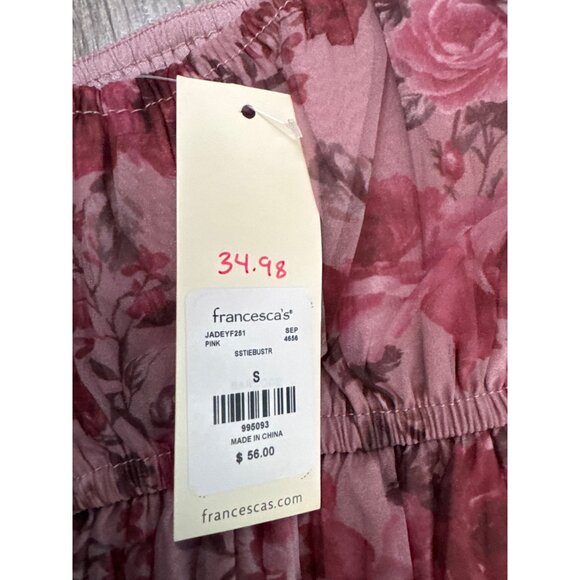 34.98
francesca's®
JADEYF251 SEP
PINK 4656
SSTIEBUSTR
S
995093
MADE IN CHINA
$ 56.00
francescas.com